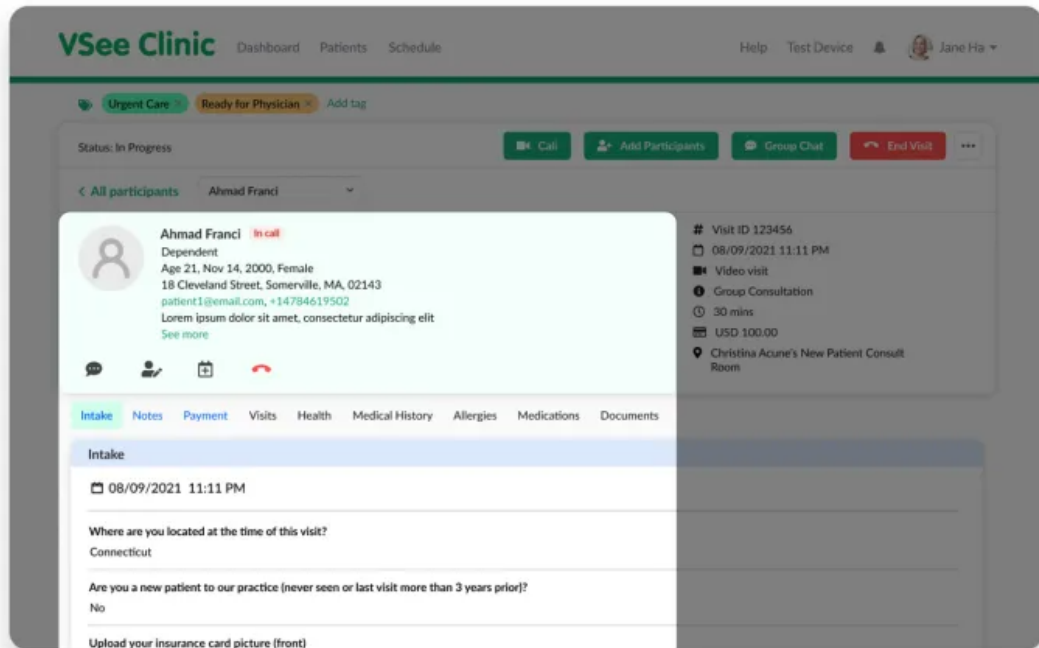 VSee Clinic Dashboard Patients Schedule Help Test Device Jane Ha
Urgent Care × Ready for Physician × Add tag
Status: In Progress Call Add Participants Group Chat End Visit ...
< All participants Ahmad Franci
Ahmad Franci In call
Dependent
Age 21, Nov 14, 2000, Female
18 Cleveland Street, Somerville, MA, 02143
patient1@email.com, +14784619502
Lorem ipsum dolor sit amet, consectetur adipiscing elit
See more
# Visit ID 123456
08/09/2021 11:11 PM
Video visit
Group Consultation
30 mins
USD 100.00
Christina Acune's New Patient Consult
Room
Intake Notes Payment Visits Health Medical History Allergies Medications Documents
Intake
08/09/2021 11:11 PM
Where are you located at the time of this visit?
Connecticut
Are you a new patient to our practice (never seen or last visit more than 3 years prior)?
No
Upload your insurance card picture (front)